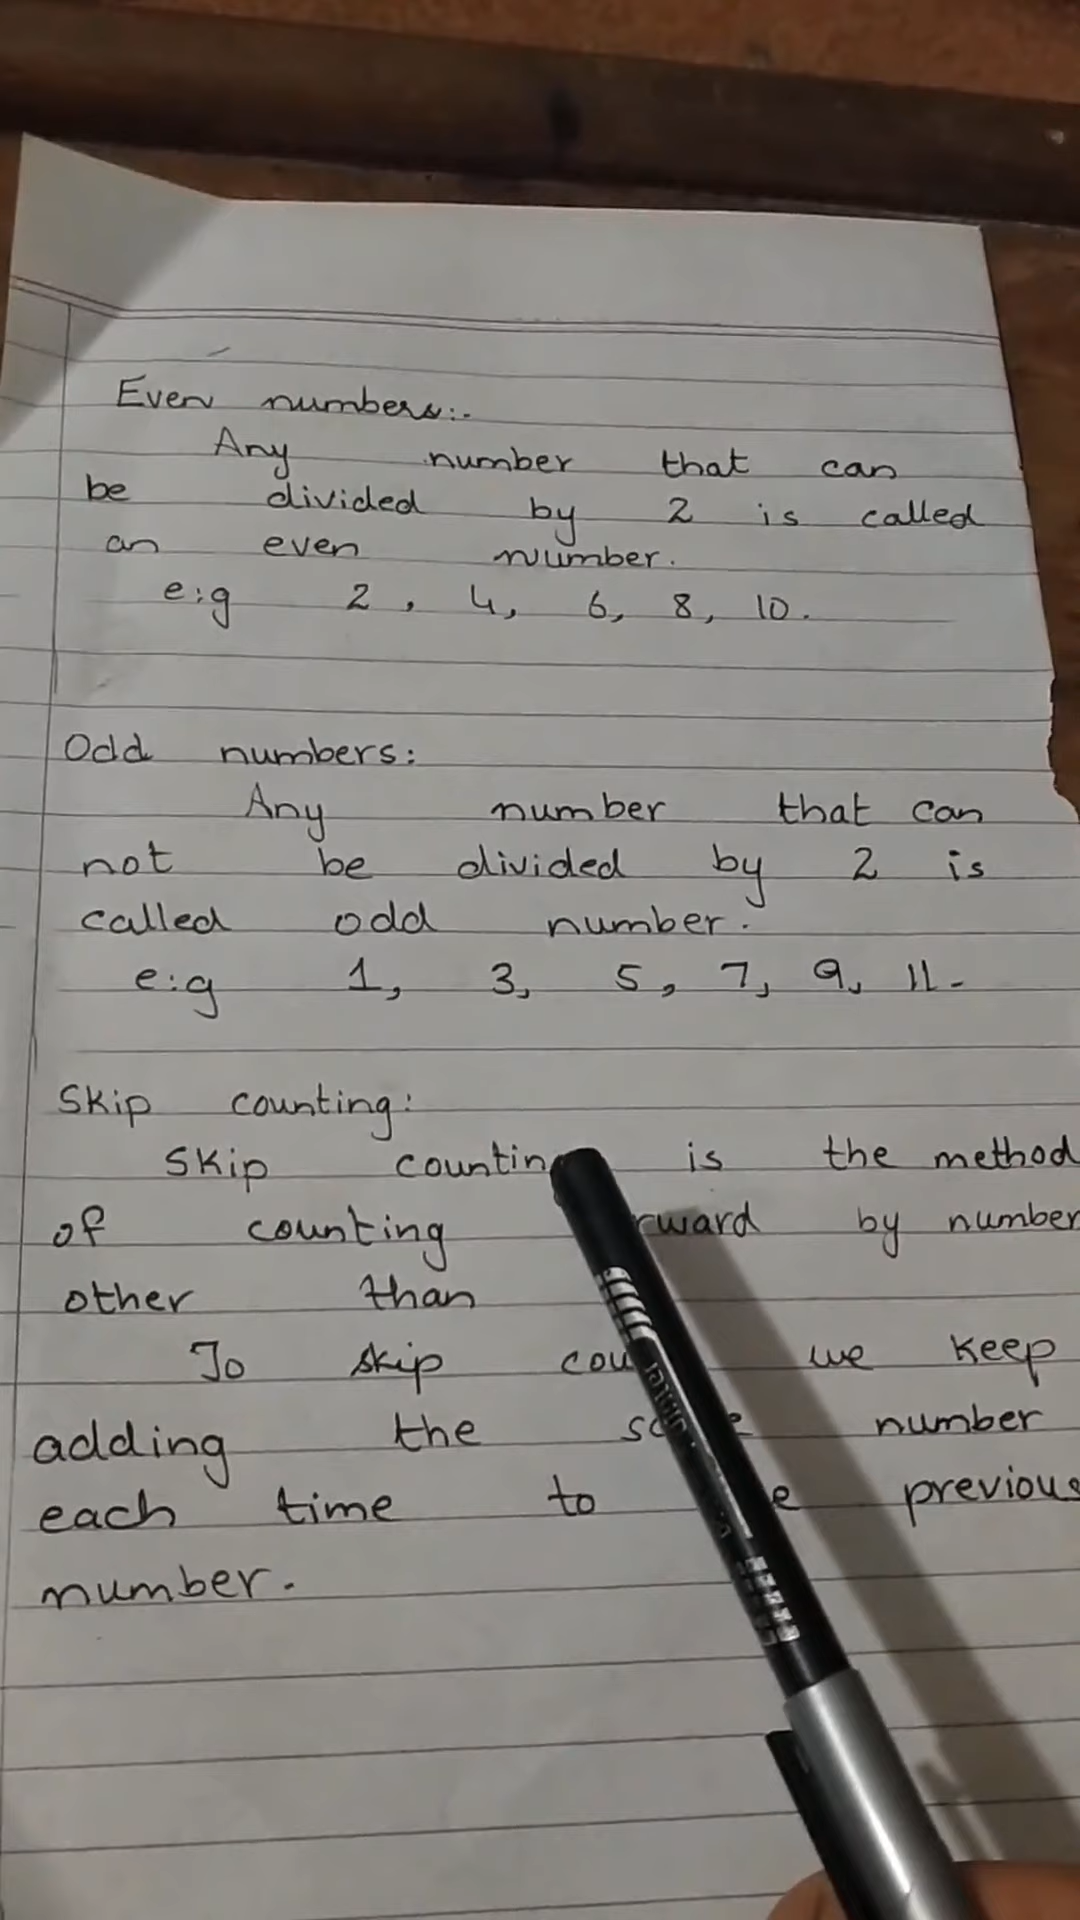 Even numbers:-
Any number that can
be divided by 2 is called
an even number.
e:g 2, 4, 6, 8, 10.
Odd numbers:
Any number that can
not be divided by 2 is
called odd number.
e:g 1, 3, 5, 7, 9, 11.
Skip counting:
Skip countin is the method
of counting rward by number
other than
To skip cou we keep
adding the number
each time to previous
number.